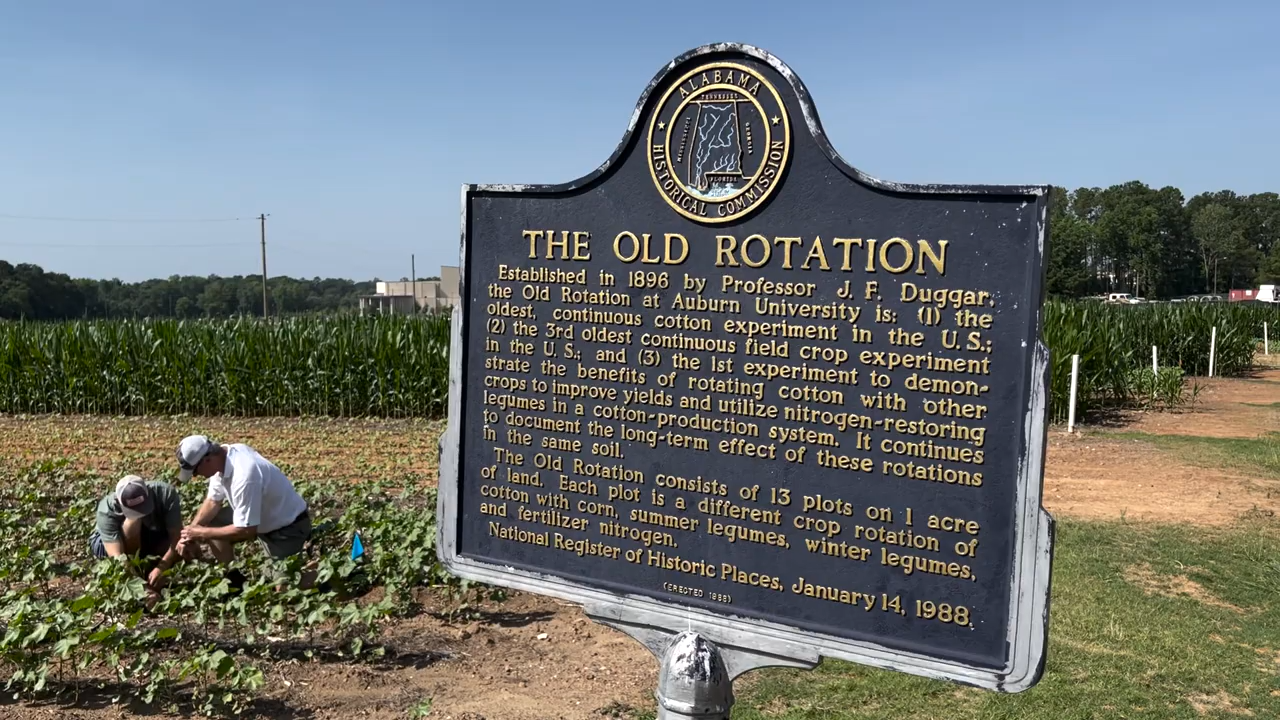 ALABAMA
HISTORICAL COMMISSION
TENNESSEE
MISSISSIPPI
GEORGIA
FLORIDA
THE OLD ROTATION
Established in 1896 by Professor J. F. Duggar,
the Old Rotation at Auburn University is: (1) the
oldest, continuous cotton experiment in the U. S.;
(2) the 3rd oldest continuous field crop experiment
in the U. S.; and (3) the 1st experiment to demon-
strate the benefits of rotating cotton with other
crops to improve yields and utilize nitrogen-restoring
legumes in a cotton-production system. It continues
to document the long-term effect of these rotations
in the same soil.
The Old Rotation consists of 13 plots on 1 acre
of land. Each plot is a different crop rotation of
cotton with corn, summer legumes, winter legumes,
and fertilizer nitrogen.
National Register of Historic Places, January 14, 1988.
(ERECTED 1988)